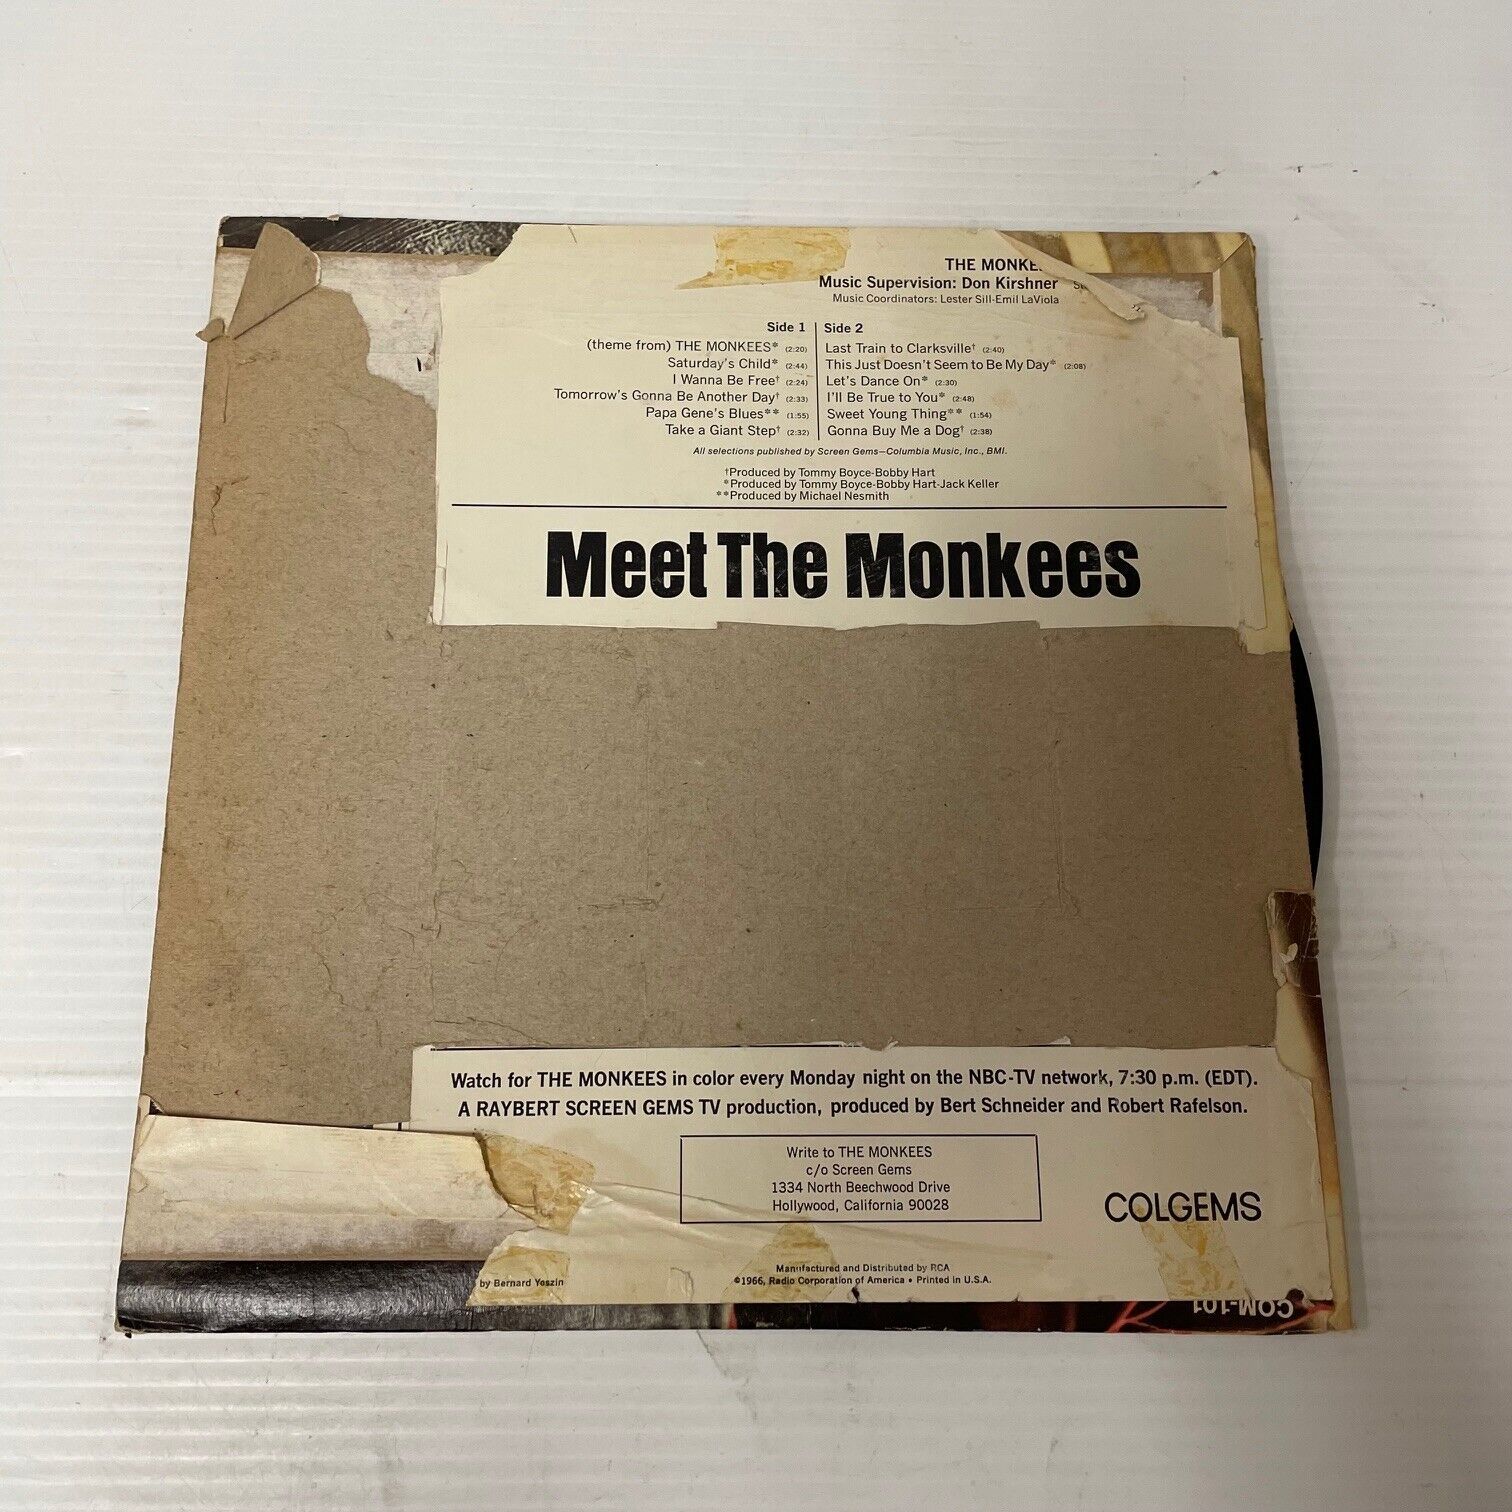 THE MONKE
Music Supervision: Don Kirshner
Music Coordinators: Lester Sill-Emil LaViola
Side 1
(theme from) THE MONKEES* (2:20)
Saturday's Child* (2:44)
I Wanna Be Free† (2:24)
Tomorrow's Gonna Be Another Day† (2:33)
Papa Gene's Blues** (1:55)
Take a Giant Step† (2:32)
Side 2
Last Train to Clarksville† (2:40)
This Just Doesn't Seem to Be My Day* (2:08)
Let's Dance On* (2:30)
I'll Be True to You* (2:48)
Sweet Young Thing** (1:54)
Gonna Buy Me a Dog† (2:38)
All selections published by Screen Gems—Columbia Music, Inc., BMI.
†Produced by Tommy Boyce-Bobby Hart
*Produced by Tommy Boyce-Bobby Hart-Jack Keller
**Produced by Michael Nesmith
Meet The Monkees
Watch for THE MONKEES in color every Monday night on the NBC-TV network, 7:30 p.m. (EDT).
A RAYBERT SCREEN GEMS TV production, produced by Bert Schneider and Robert Rafelson.
Write to THE MONKEES
c/o Screen Gems
1334 North Beechwood Drive
Hollywood, California 90028
COLGEMS
by Bernard Yeszin
Manufactured and Distributed by RCA
©1966, Radio Corporation of America • Printed in U.S.A.
COM-101